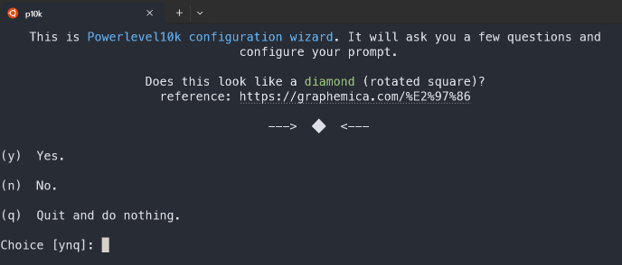 p10k
This is Powerlevel10k configuration wizard. It will ask you a few questions and
configure your prompt.
Does this look like a diamond (rotated square)?
reference: https://graphemica.com/%E2%97%86
---> ◆ <---
(y) Yes.
(n) No.
(q) Quit and do nothing.
Choice [ynq]: